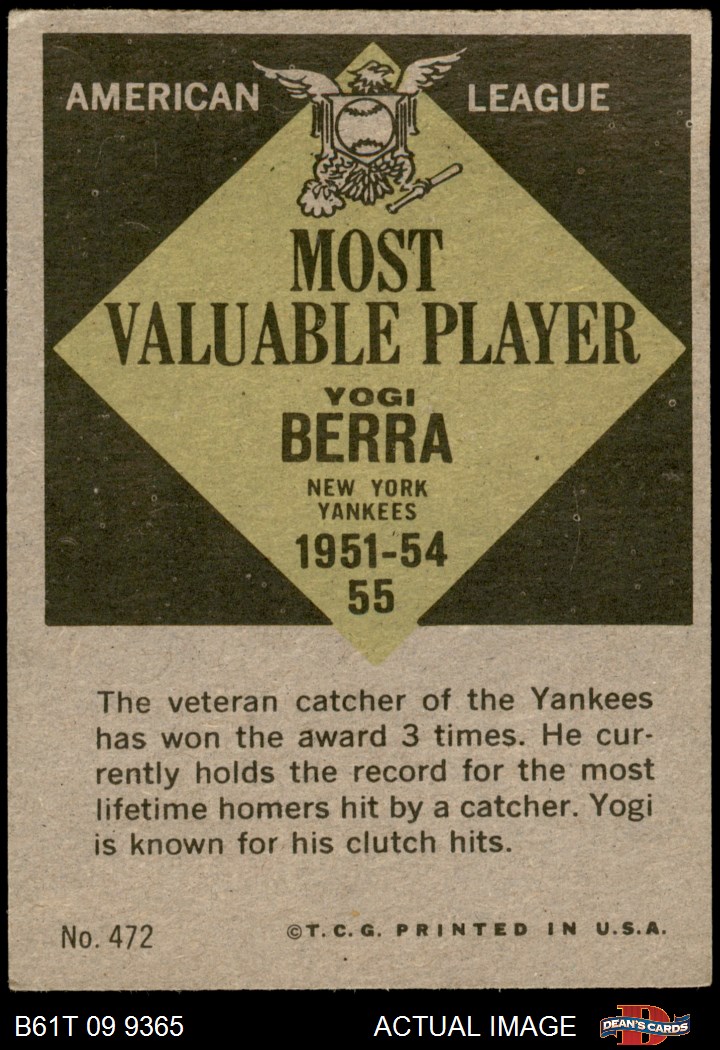 AMERICAN LEAGUE
MOST
VALUABLE PLAYER
YOGI
BERRA
NEW YORK
YANKEES
1951-54
55
The veteran catcher of the Yankees
has won the award 3 times. He cur-
rently holds the record for the most
lifetime homers hit by a catcher. Yogi
is known for his clutch hits.
No. 472 ©T. C. G. PRINTED IN U.S.A.
B61T 09 9365 ACTUAL IMAGE DEAN'S CARDS